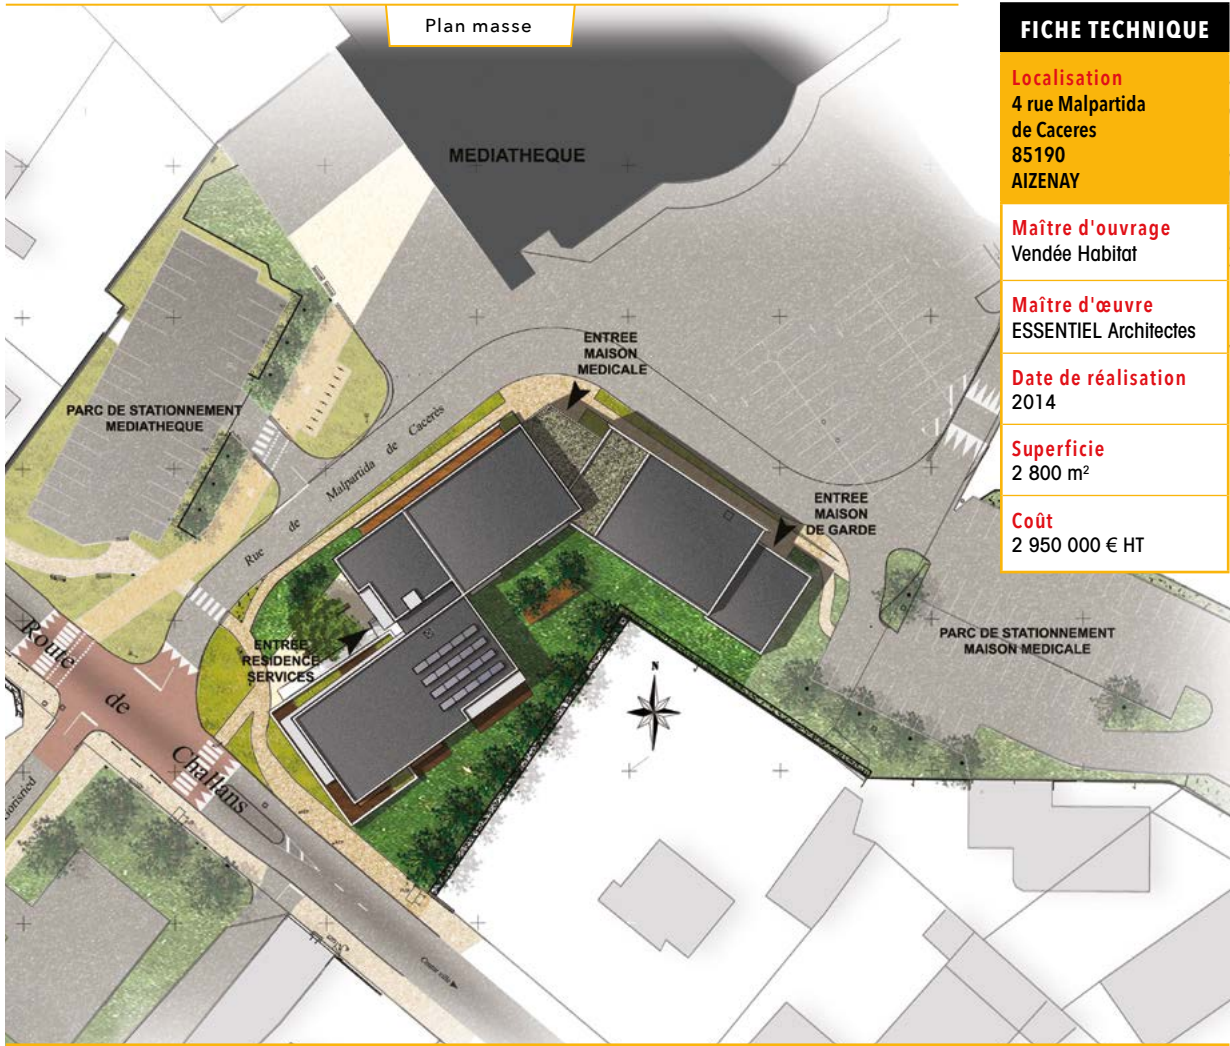 Plan masse
FICHE TECHNIQUE
Localisation
4 rue Malpartida
de Caceres
85190
AIZENAY
Maître d'ouvrage
Vendée Habitat
Maître d'œuvre
ESSENTIEL Architectes
Date de réalisation
2014
Superficie
2 800 m²
Coût
2 950 000 € HT
MEDIATHEQUE
ENTREE
MAISON
MEDICALE
PARC DE STATIONNEMENT
MEDIATHEQUE
Rue de Malpartida de Cacerès
ENTREE
MAISON
DE GARDE
PARC DE STATIONNEMENT
MAISON MEDICALE
ENTREE
RESIDENCE
SERVICES
N
Route de Challans
Centre ville